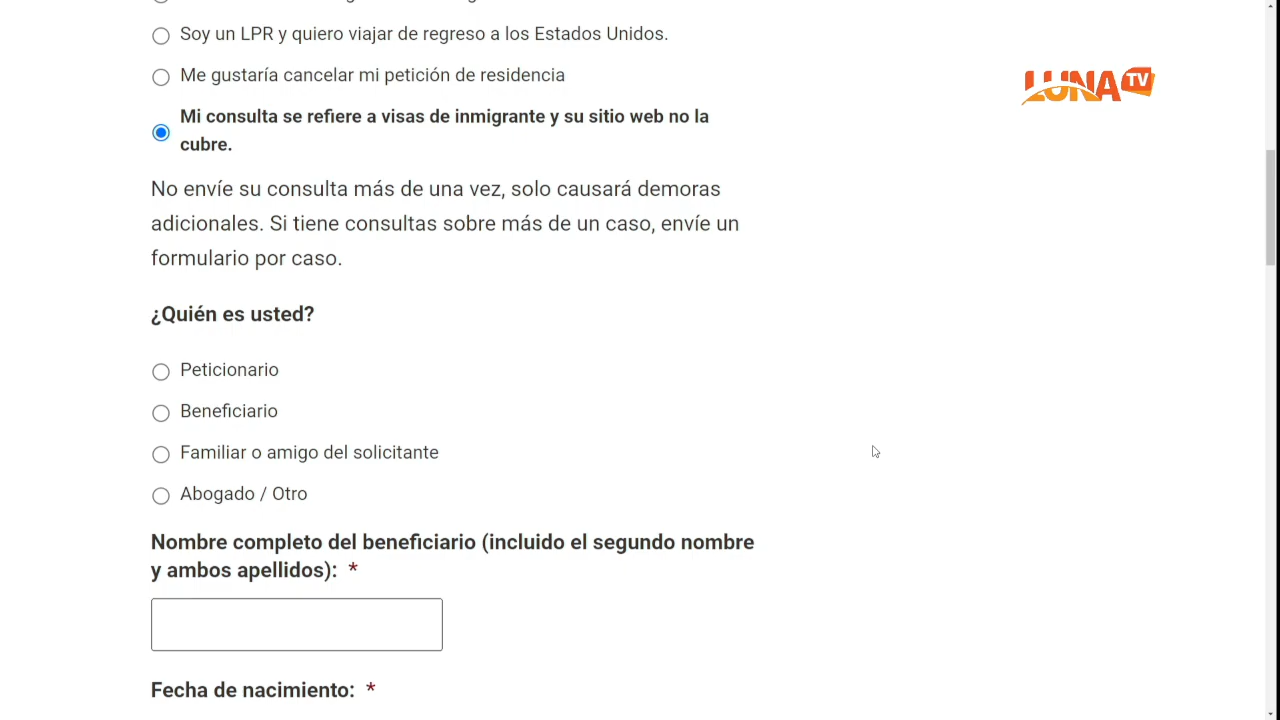 Soy un LPR y quiero viajar de regreso a los Estados Unidos.
Me gustaría cancelar mi petición de residencia
Mi consulta se refiere a visas de inmigrante y su sitio web no la
cubre.
No envíe su consulta más de una vez, solo causará demoras
adicionales. Si tiene consultas sobre más de un caso, envíe un
formulario por caso.
¿Quién es usted?
Peticionario
Beneficiario
Familiar o amigo del solicitante
Abogado / Otro
Nombre completo del beneficiario (incluido el segundo nombre
y ambos apellidos): *
Fecha de nacimiento: *
LUNA TV